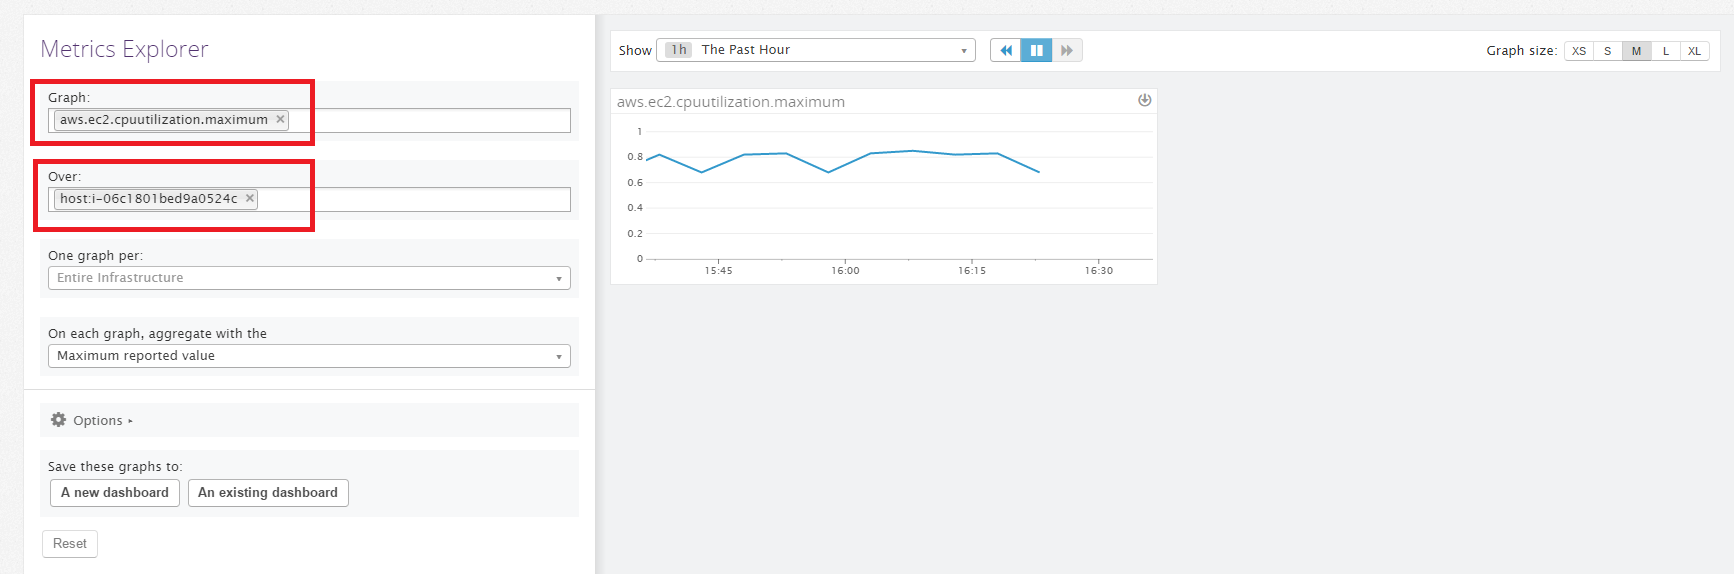 Metrics Explorer
Graph:
aws.ec2.cpuutilization.maximum ×
Over:
host:i-06c1801bed9a0524c ×
One graph per:
Entire Infrastructure
On each graph, aggregate with the
Maximum reported value
Options
Save these graphs to:
A new dashboard An existing dashboard
Reset
Show 1h The Past Hour
Graph size: XS S M L XL
aws.ec2.cpuutilization.maximum
1
0.8
0.6
0.4
0.2
0
15:45 16:00 16:15 16:30